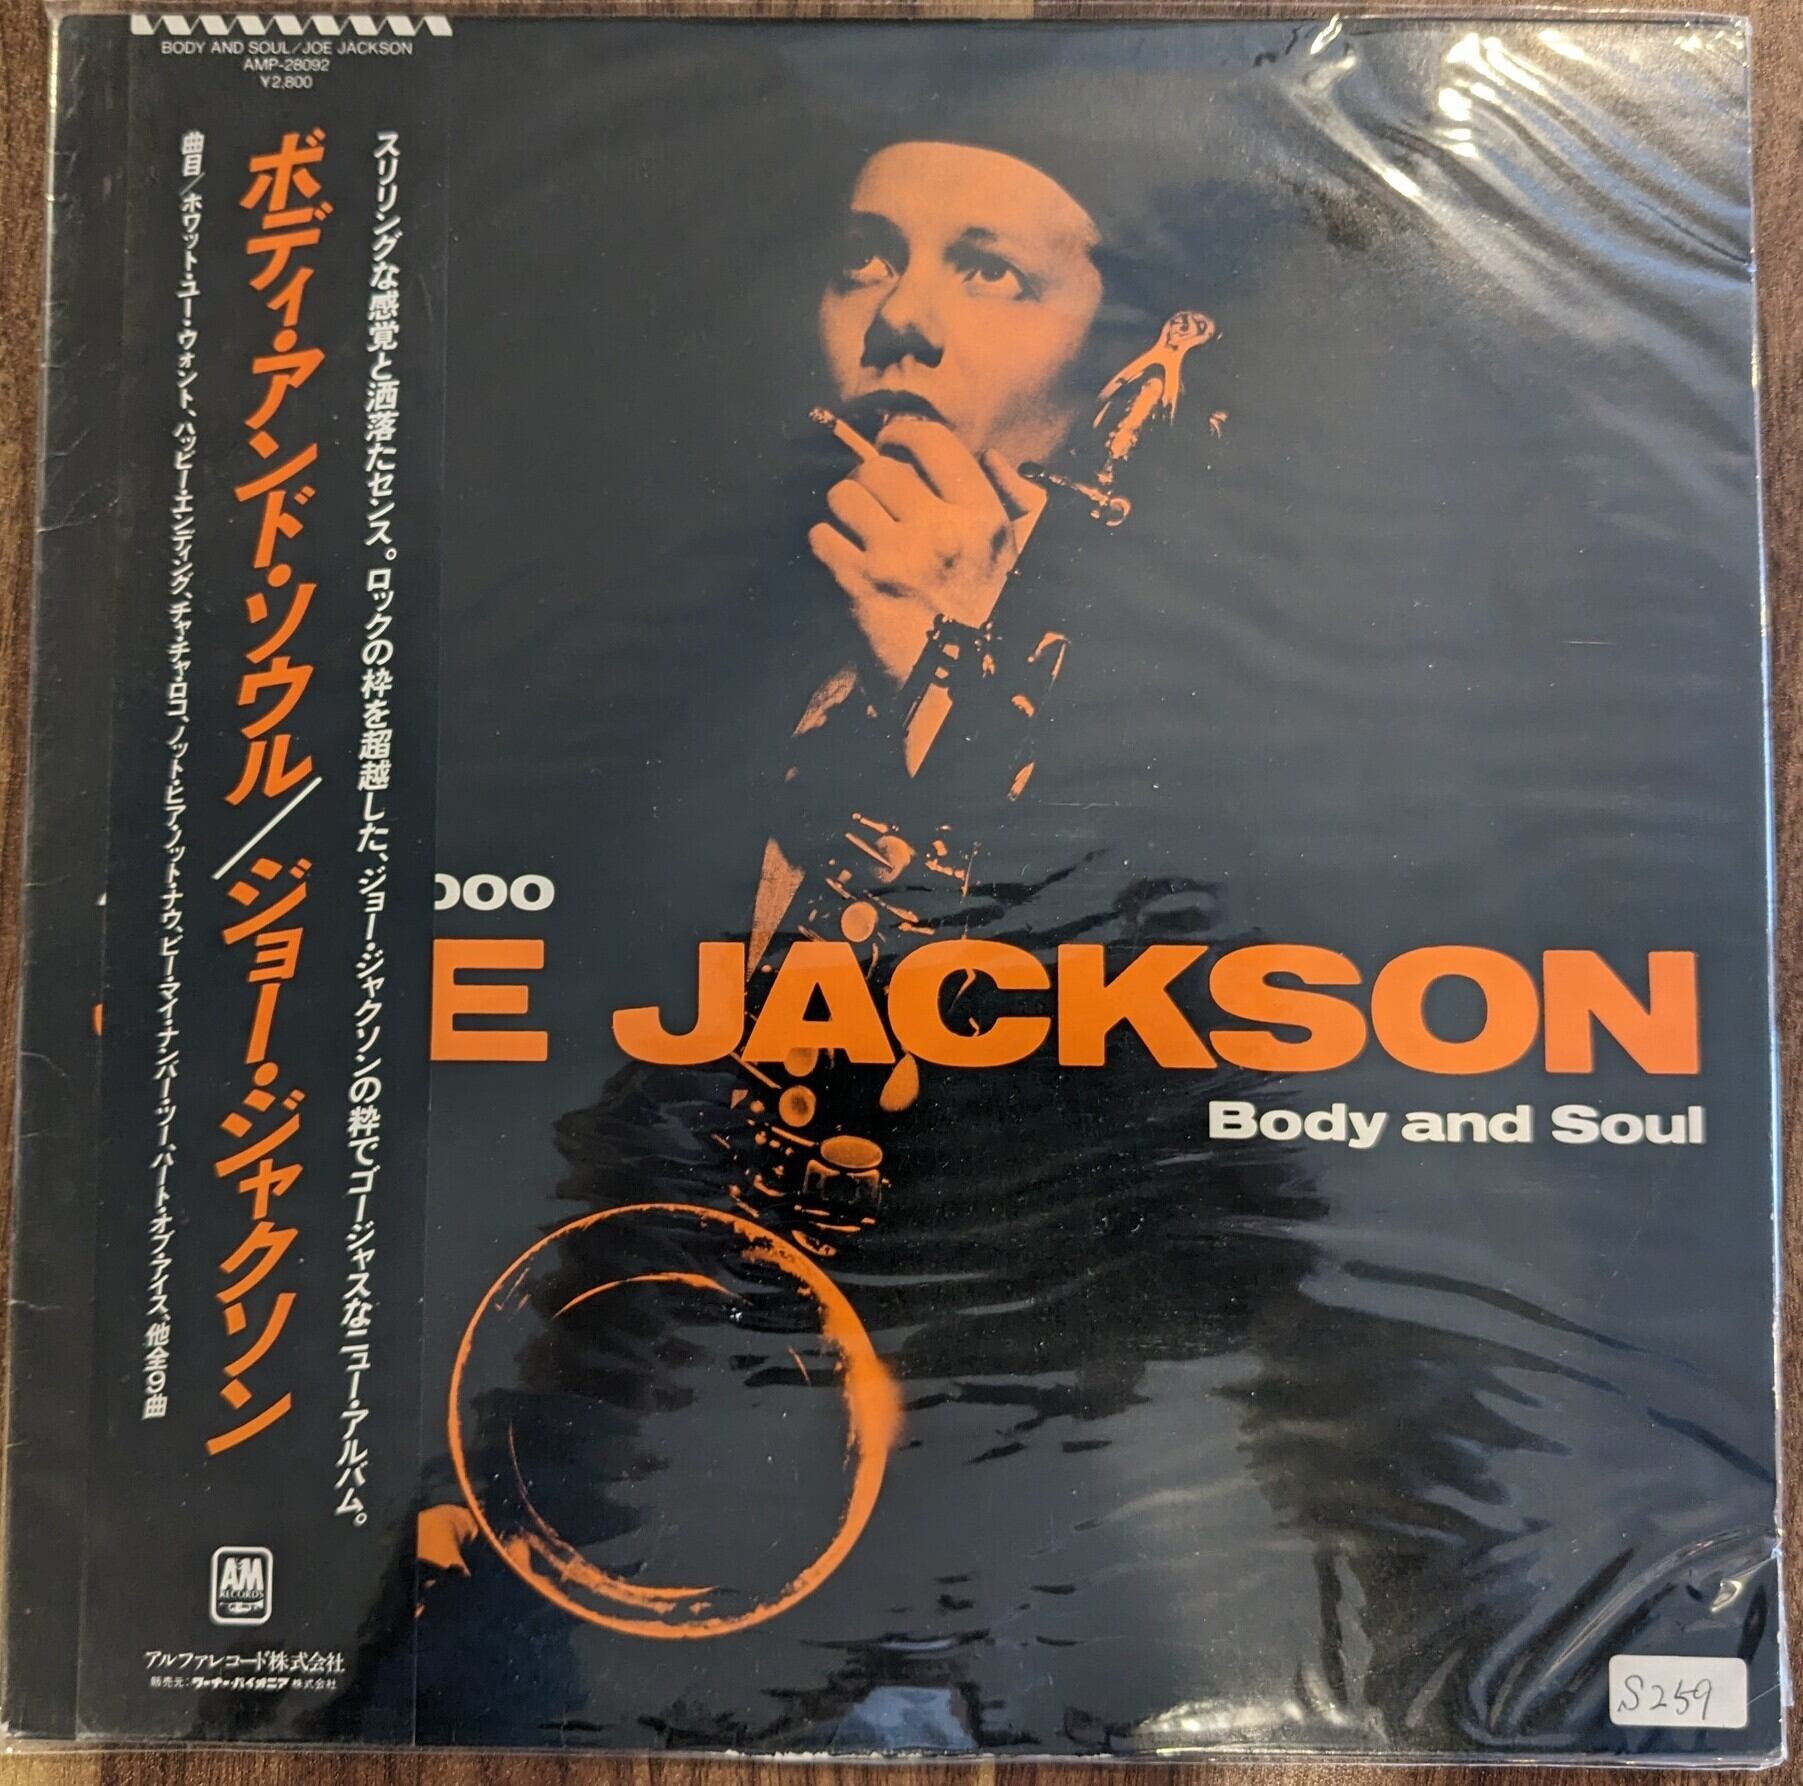 BODY AND SOUL/JOE JACKSON
AMP-28092
¥2,800
スリリングな感覚と洒落たセンス。ロックの枠を超越した、ジョー・ジャクソンの粋でゴージャスなニュー・アルバム。
ボディ・アンド・ソウル/ジョー・ジャクソン
曲目/ホワット・ユー・ウォント、ハッピー・エンディング、チャ・チャ・ロコ、ノット・ヒア・ノット・ナウ、ビー・マイ・ナンバー・ツー、ハート・オブ・アイス、他全9曲
A&M
RECORDS
アルファレコード株式会社
販売元:ワーナー・パイオニア株式会社
000
E JACKSON
Body and Soul
S259